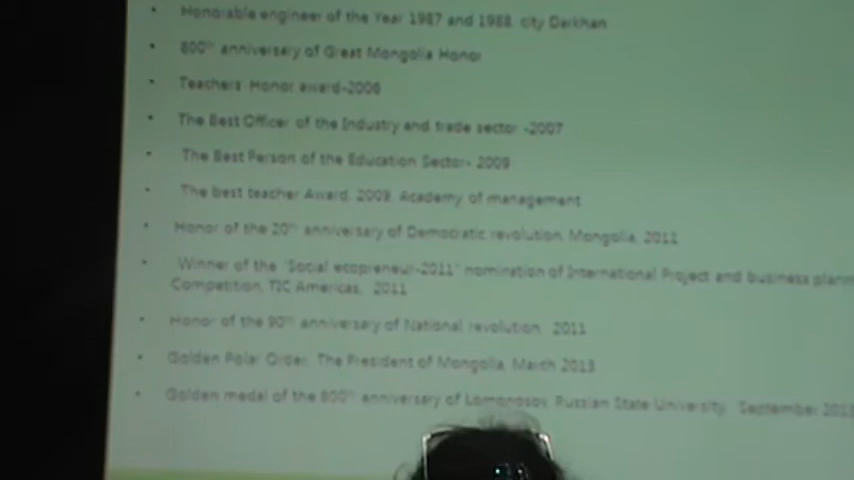 • Honorable engineer of the Year 1987 and 1988, city Darkhan
• 800th anniversary of Great Mongolia Honor
• Teachers Honor award-2006
• The Best Officer of the Industry and trade sector -2007
• The Best Person of the Education Sector- 2009
• The best teacher Award, 2009, Academy of management
• Honor of the 20th anniversary of Democratic revolution, Mongolia, 2011
• Winner of the "Social ecopreneur-2011" nomination of International Project and business plann
Competition, TIC Americas, 2011
• Honor of the 90th anniversary of National revolution, 2011
• Golden Polar Order, The President of Mongolia, March 2013
• Golden medal of the 800th anniversary of Lomonosov, Russian State University, September